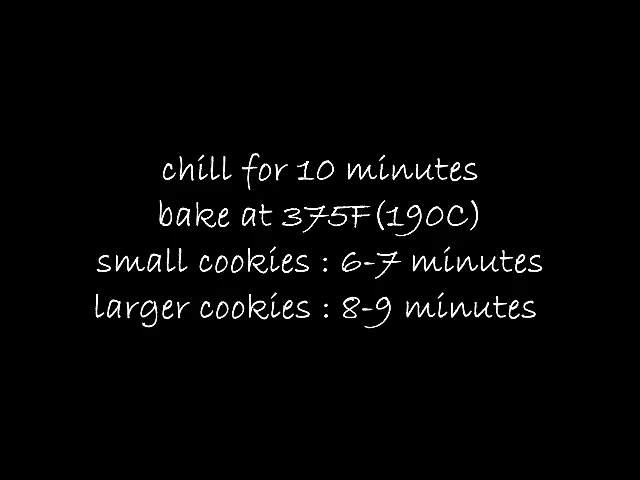 chill for 10 minutes
bake at 375F(190C)
small cookies : 6-7 minutes
larger cookies : 8-9 minutes